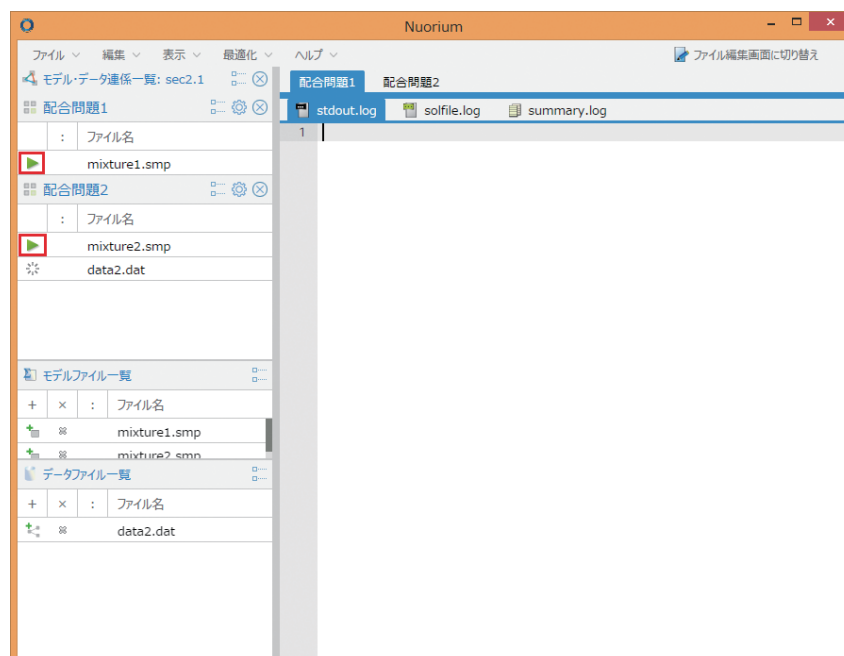 Nuorium
ファイル 編集 表示 最適化 ヘルプ ファイル編集画面に切り替え
モデル・データ連係一覧: sec2.1
配合問題1 配合問題2
配合問題1
stdout.log solfile.log summary.log
: ファイル名
1
mixture1.smp
配合問題2
: ファイル名
mixture2.smp
data2.dat
モデルファイル一覧
+ × : ファイル名
mixture1.smp
mixture2.smp
データファイル一覧
+ × : ファイル名
data2.dat